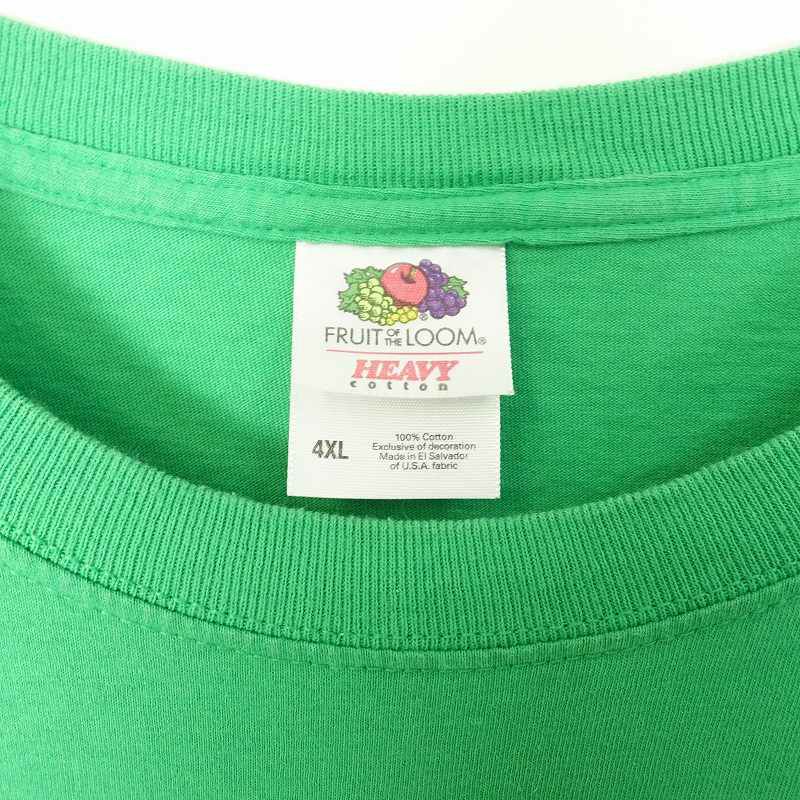 ®
FRUIT OF THE LOOM®
HEAVY
cotton
4XL
100% Cotton
Exclusive of decoration
Made in El Salvador
of U.S.A. fabric